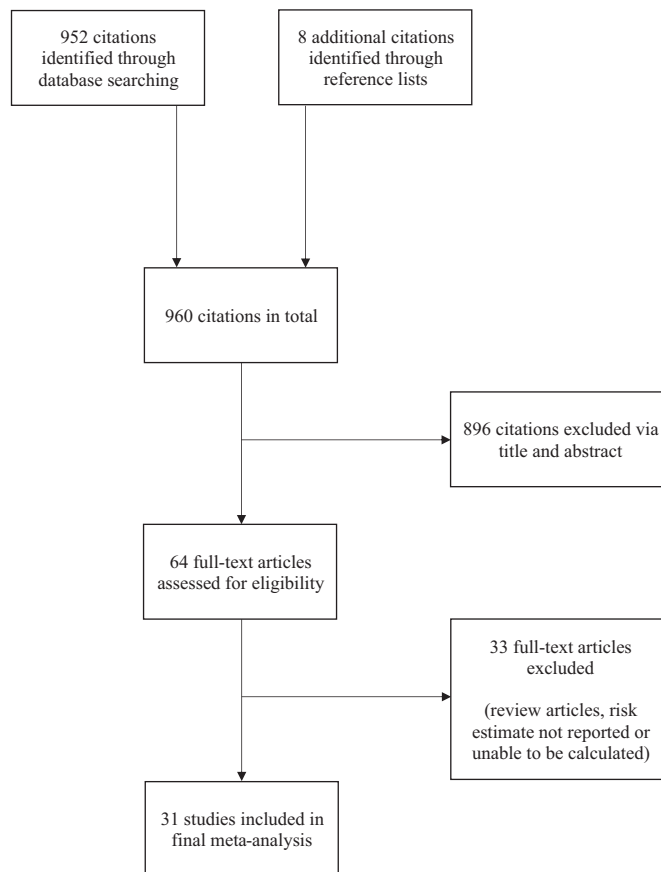 952 citations
identified through
database searching
8 additional citations
identified through
reference lists
960 citations in total
896 citations excluded via
title and abstract
64 full-text articles
assessed for eligibility
33 full-text articles
excluded
(review articles, risk
estimate not reported or
unable to be calculated)
31 studies included in
final meta-analysis